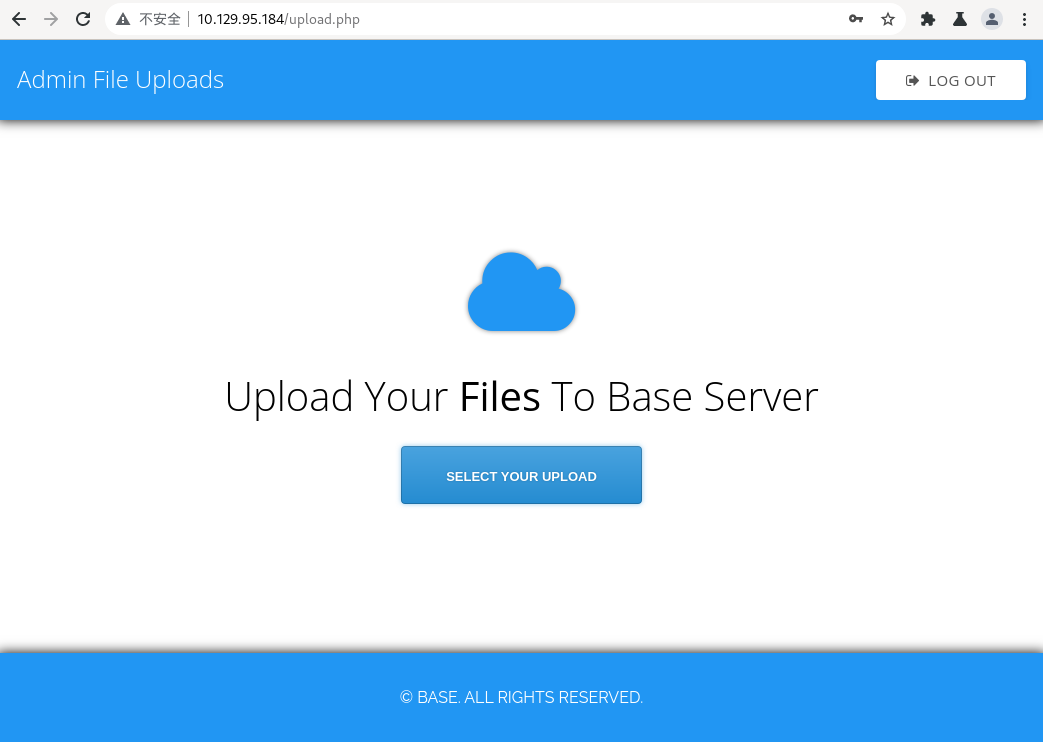 不安全 10.129.95.184/upload.php
Admin File Uploads
LOG OUT
Upload Your Files To Base Server
SELECT YOUR UPLOAD
© BASE. ALL RIGHTS RESERVED.